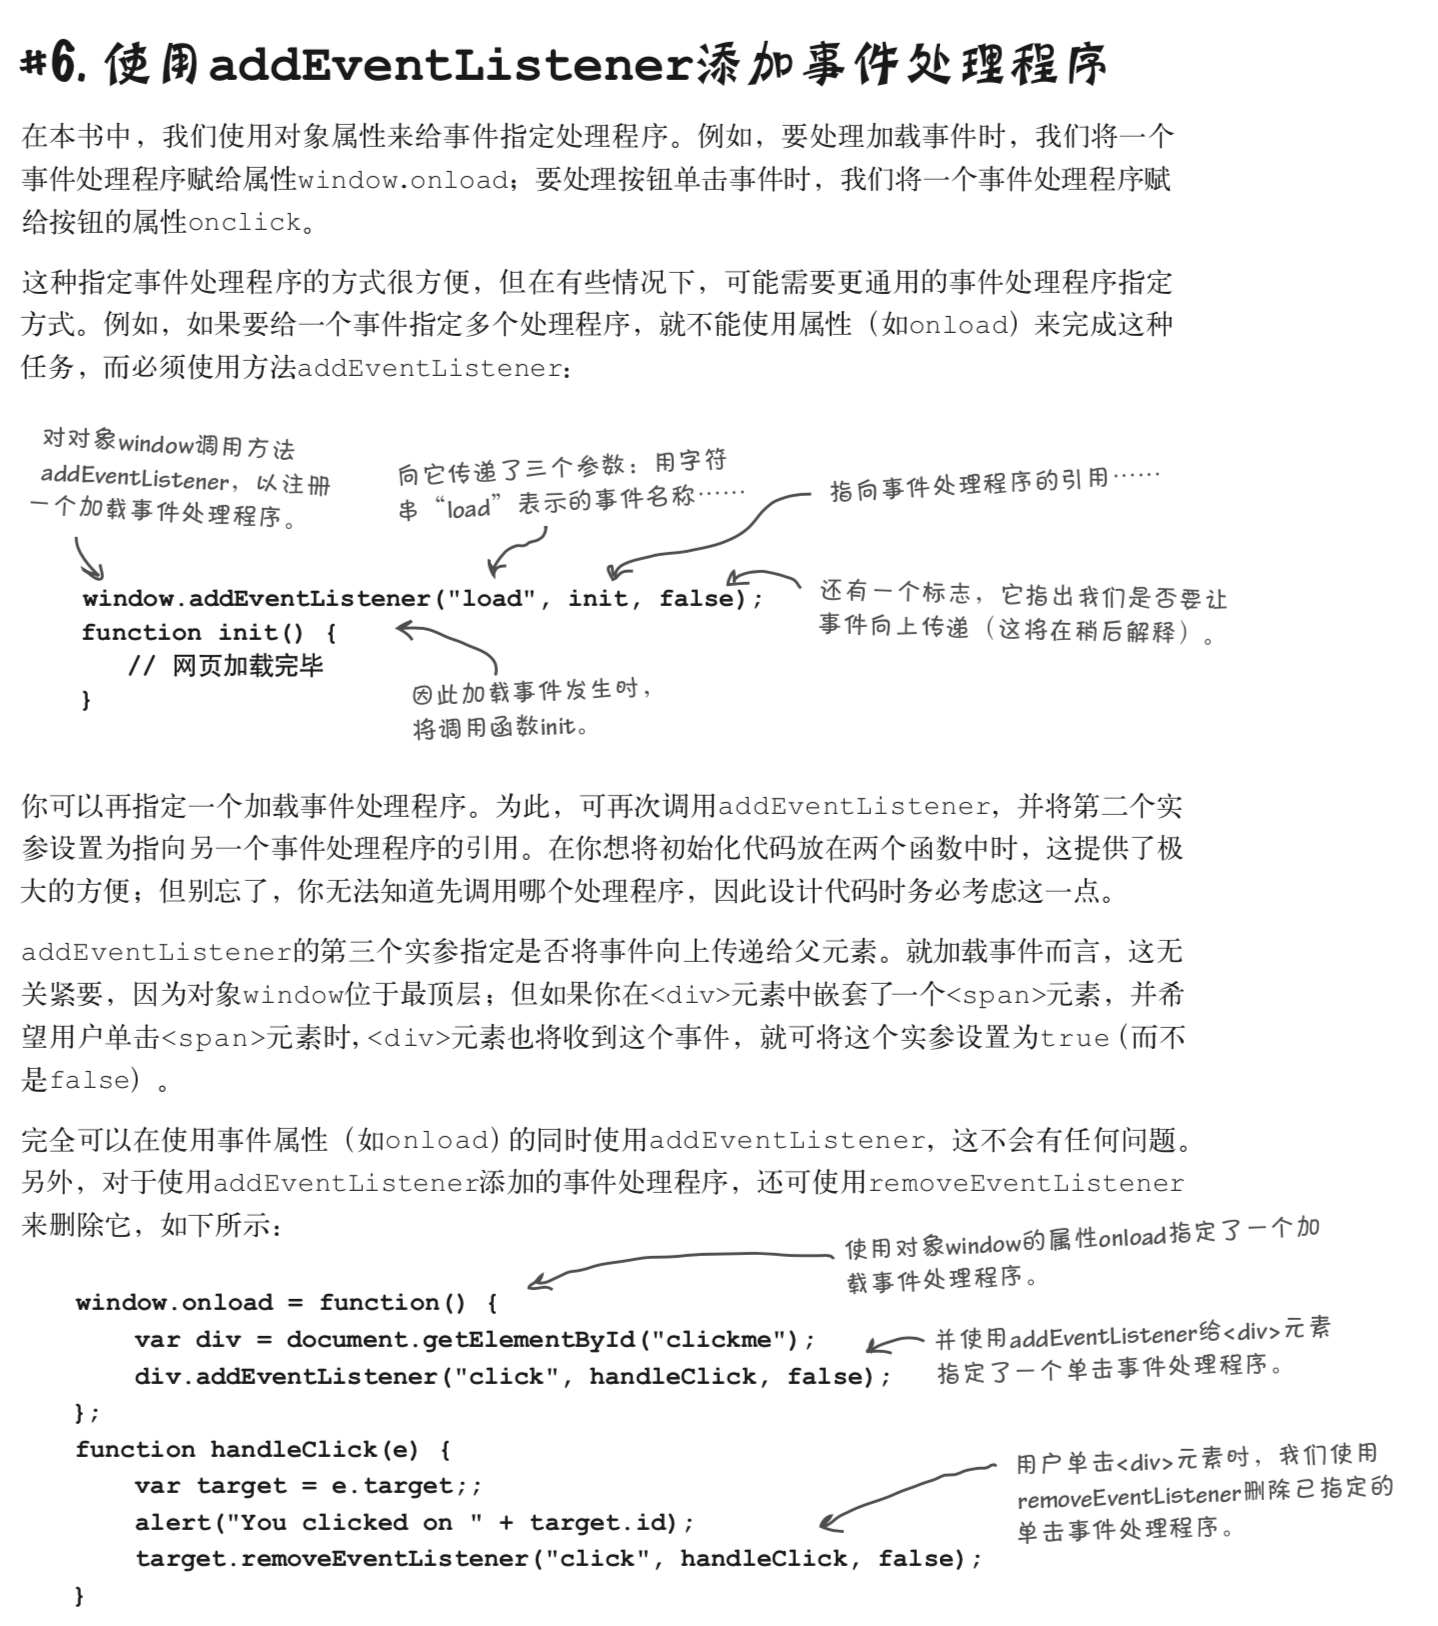 #6. 使用addEventListener添加事件处理程序
在本书中，我们使用对象属性来给事件指定处理程序。例如，要处理加载事件时，我们将一个
事件处理程序赋给属性window.onload；要处理按钮单击事件时，我们将一个事件处理程序赋
给按钮的属性onclick。
这种指定事件处理程序的方式很方便，但在有些情况下，可能需要更通用的事件处理程序指定
方式。例如，如果要给一个事件指定多个处理程序，就不能使用属性（如onload）来完成这种
任务，而必须使用方法addEventListener：
对对象window调用方法
addEventListener，以注册
一个加载事件处理程序。
向它传递了三个参数：用字符
串“load”表示的事件名称……
指向事件处理程序的引用……
window.addEventListener("load", init, false);
function init() {
// 网页加载完毕
}
还有一个标志，它指出我们是否要让
事件向上传递（这将在稍后解释）。
因此加载事件发生时，
将调用函数init。
你可以再指定一个加载事件处理程序。为此，可再次调用addEventListener，并将第二个实
参设置为指向另一个事件处理程序的引用。在你想将初始化代码放在两个函数中时，这提供了极
大的方便；但别忘了，你无法知道先调用哪个处理程序，因此设计代码时务必考虑这一点。
addEventListener的第三个实参指定是否将事件向上传递给父元素。就加载事件而言，这无
关紧要，因为对象window位于最顶层；但如果你在<div>元素中嵌套了一个<span>元素，并希
望用户单击<span>元素时，<div>元素也将收到这个事件，就可将这个实参设置为true（而不
是false）。
完全可以在使用事件属性（如onload）的同时使用addEventListener，这不会有任何问题。
另外，对于使用addEventListener添加的事件处理程序，还可使用removeEventListener
来删除它，如下所示：
使用对象window的属性onload指定了一个加
载事件处理程序。
window.onload = function() {
var div = document.getElementById("clickme");
div.addEventListener("click", handleClick, false);
};
并使用addEventListener给<div>元素
指定了一个单击事件处理程序。
function handleClick(e) {
var target = e.target;;
alert("You clicked on " + target.id);
target.removeEventListener("click", handleClick, false);
}
用户单击<div>元素时，我们使用
removeEventListener删除已指定的
单击事件处理程序。